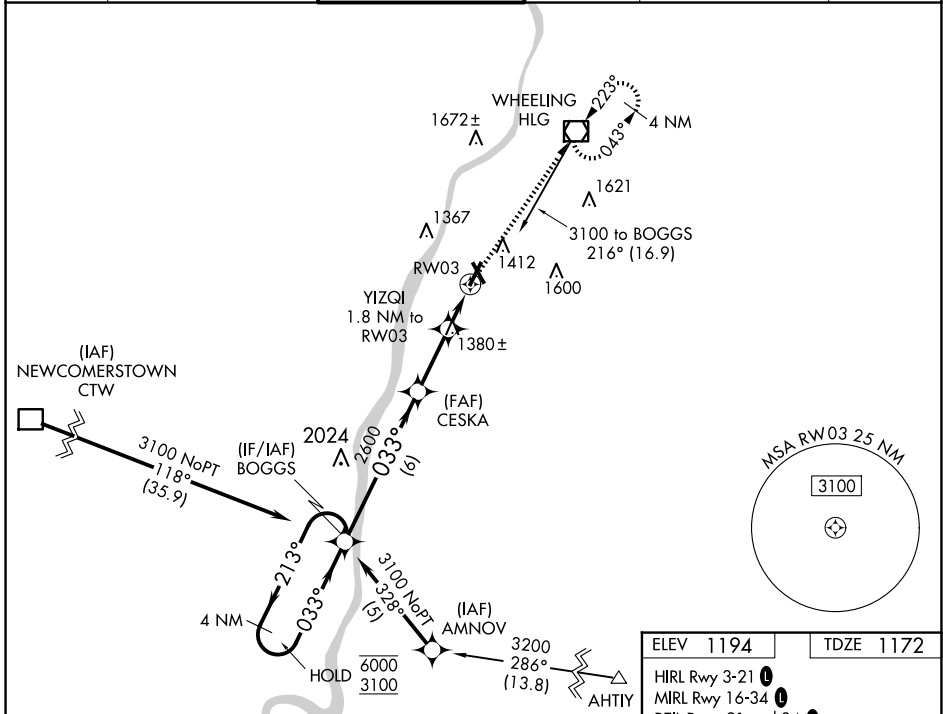 WHEELING
HLG
223°
4 NM
043°
1672±
1621
1367
3100 to BOGGS
216° (16.9)
1412
RW03
1600
YIZQI
1.8 NM to
RW03
1380±
(IAF)
NEWCOMERSTOWN
CTW
(FAF)
CESKA
3100 NoPT
118°
(35.9)
(IF/IAF)
BOGGS
2024
2600
033°
(6)
MSA RW03 25 NM
3100
213°
033°
4 NM
HOLD
6000
3100
3100 NoPT
328°
(5)
(IAF)
AMNOV
3200
286°
(13.8)
AHTIY
ELEV 1194
TDZE 1172
HIRL Rwy 3-21 L
MIRL Rwy 16-34 L